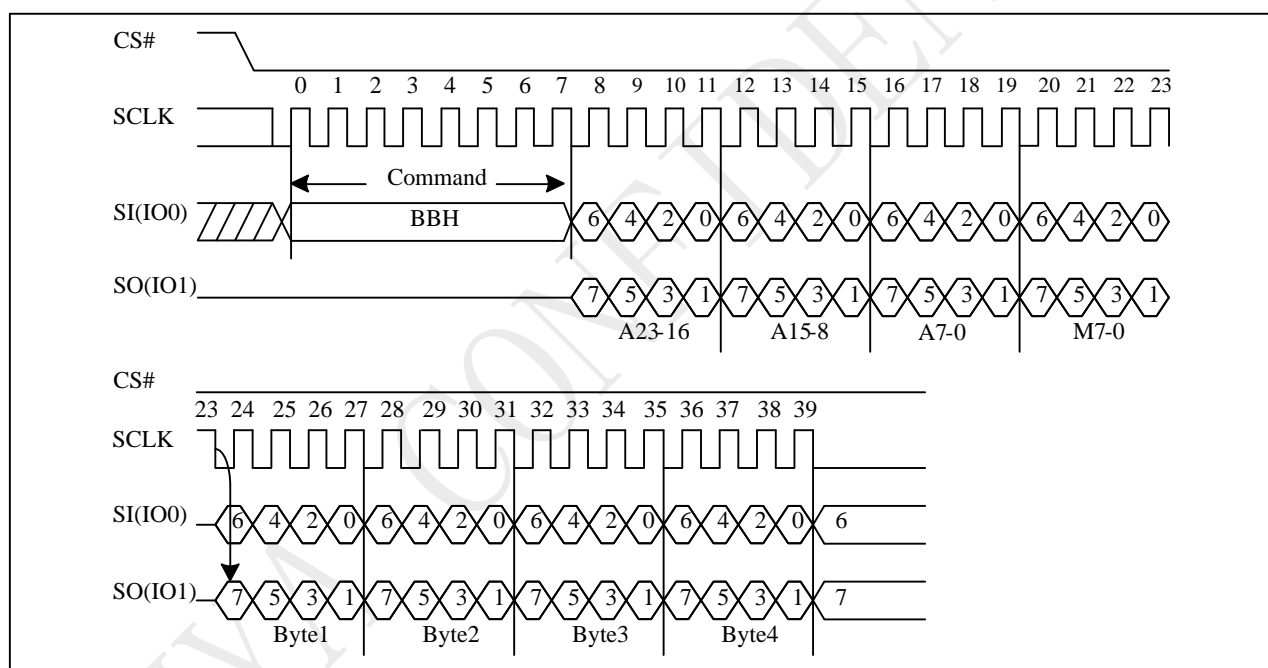 CS#
0 1 2 3 4 5 6 7 8 9 10 11 12 13 14 15 16 17 18 19 20 21 22 23
SCLK
Command
SI(IO0) BBH 6 4 2 0 6 4 2 0 6 4 2 0 6 4 2 0
SO(IO1) 7 5 3 1 7 5 3 1 7 5 3 1 7 5 3 1
A23-16 A15-8 A7-0 M7-0
CS#
23 24 25 26 27 28 29 30 31 32 33 34 35 36 37 38 39
SCLK
SI(IO0) 6 4 2 0 6 4 2 0 6 4 2 0 6 4 2 0 6
SO(IO1) 7 5 3 1 7 5 3 1 7 5 3 1 7 5 3 1 7
Byte1 Byte2 Byte3 Byte4